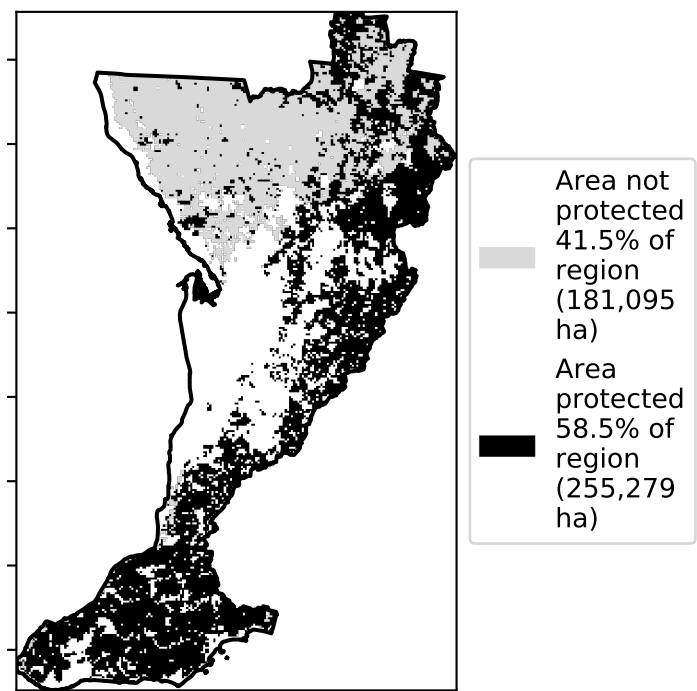 Area not
protected
41.5% of
region
(181,095
ha)
Area
protected
58.5% of
region
(255,279
ha)